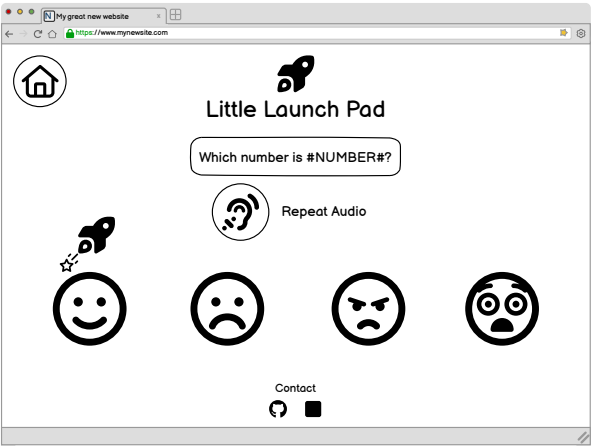 My great new website
https://www.mynewsite.com
Little Launch Pad
Which number is #NUMBER#?
Repeat Audio
Contact